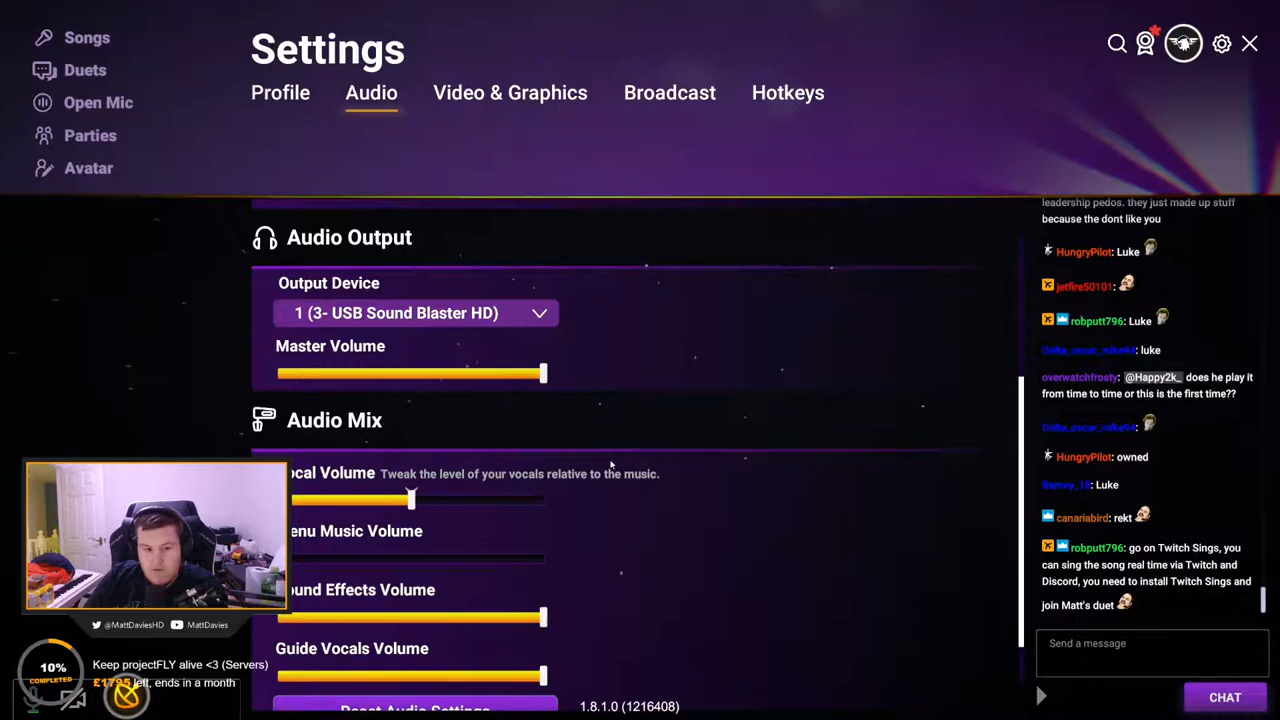 Songs
Duets
Open Mic
Parties
Avatar
Settings
Profile
Audio
Video & Graphics
Broadcast
Hotkeys
Audio Output
Output Device
1 (3- USB Sound Blaster HD)
Master Volume
Audio Mix
ocal Volume Tweak the level of your vocals relative to the music.
enu Music Volume
ound Effects Volume
Guide Vocals Volume
Reset Audio Settings
1.8.1.0 (1216408)
@MattDaviesHD
MattDavies
10%
COMPLETED
Keep projectFLY alive <3 (Servers)
£1795 left, ends in a month
leadership pedos. they just made up stuff
because the dont like you
HungryPilot: Luke
jetfire50101:
robputt796: Luke
Delta_oscar_mike94: luke
overwatchfrosty: @Happy2k_ does he play it
from time to time or this is the first time??
Delta_oscar_mike94:
HungryPilot: owned
Barney_18: Luke
canariabird: rekt
robputt796: go on Twitch Sings, you
can sing the song real time via Twitch and
Discord, you need to install Twitch Sings and
join Matt's duet
Send a message
CHAT